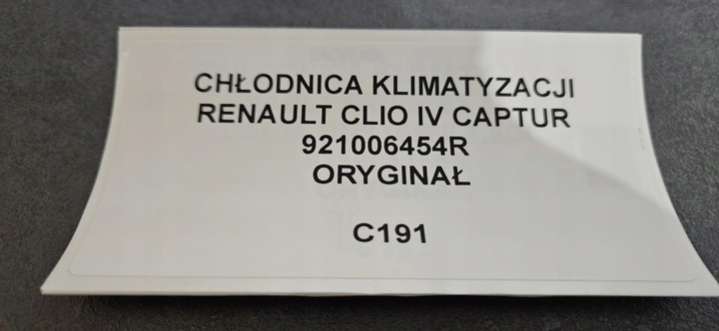 CHŁODNICA KLIMATYZACJI
RENAULT CLIO IV CAPTUR
921006454R
ORYGINAŁ
C191